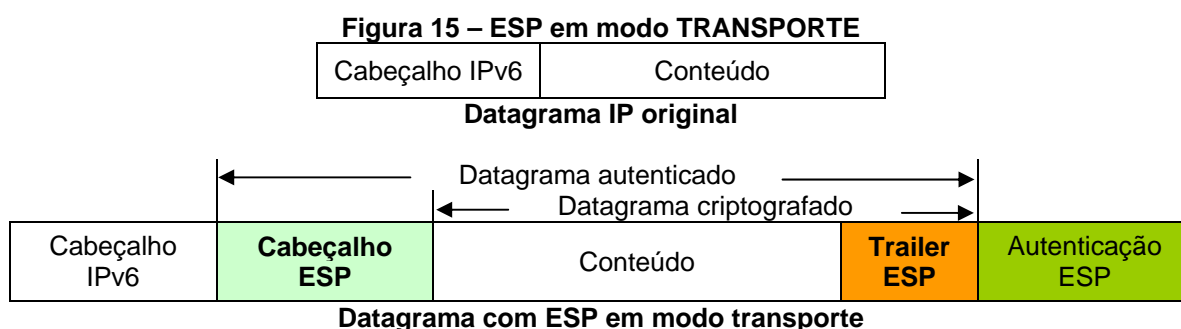 Figura 15 – ESP em modo TRANSPORTE
Cabeçalho IPv6 Conteúdo
Datagrama IP original
Datagrama autenticado
Datagrama criptografado
Cabeçalho IPv6
Cabeçalho ESP
Conteúdo
Trailer ESP
Autenticação ESP
Datagrama com ESP em modo transporte